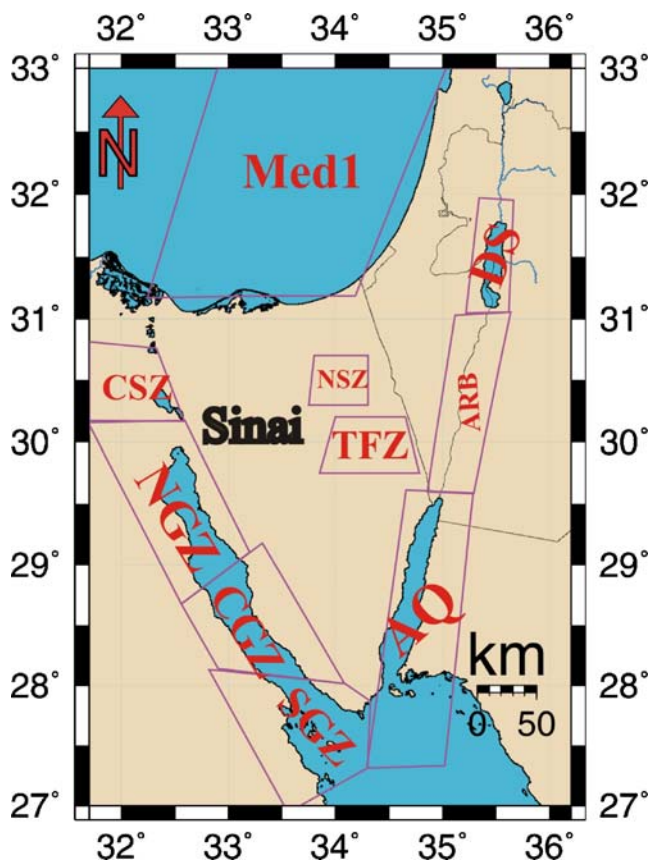 32° 33° 34° 35° 36°
33° 33°
N
Med1
32° 32°
DS
31° 31°
CSZ NSZ ARB
Sinai TFZ
30° 30°
NGZ
29° 29°
CGZ AQ
km
28° 28°
SGZ 0 50
27° 27°
32° 33° 34° 35° 36°